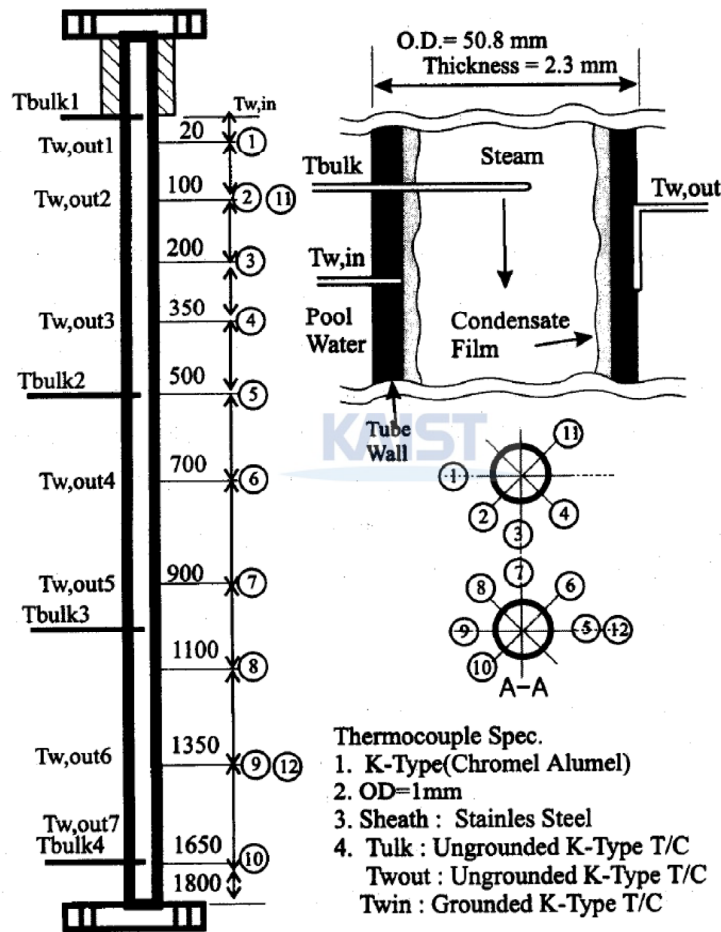 Tbulk1
Tw,in
20
①
Tw,out1
100
② ⑪
Tw,out2
200
③
350
④
Tw,out3
Tbulk2
500
⑤
700
⑥
Tw,out4
900
⑦
Tw,out5
Tbulk3
1100
⑧
1350
⑨ ⑫
Tw,out6
Tw,out7
Tbulk4
1650
⑩
1800
O.D.= 50.8 mm
Thickness = 2.3 mm
Tbulk
Steam
Tw,out
Tw,in
Pool
Water
Condensate
Film
Tube
Wall
KAIST
⑪
①
②
③
④
⑦
⑧
⑥
⑨
⑤ ⑫
⑩
A-A
Thermocouple Spec.
1. K-Type(Chromel Alumel)
2. OD=1mm
3. Sheath : Stainles Steel
4. Tulk : Ungrounded K-Type T/C
Twout : Ungrounded K-Type T/C
Twin : Grounded K-Type T/C